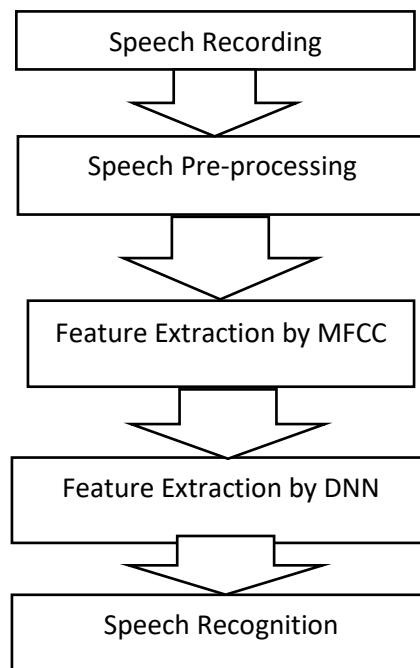 Speech Recording
Speech Pre-processing
Feature Extraction by MFCC
Feature Extraction by DNN
Speech Recognition